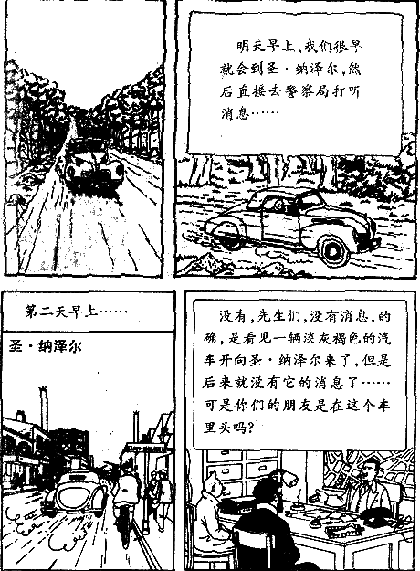 明天早上,我们很早
就会到圣·纳泽尔,然
后直接去警察局打听
消息……
第二天早上……
圣·纳泽尔
没有,先生们,没有消息.的
确,是看见一辆淡灰褐色的汽
车开向圣·纳泽尔来了,但是
后来就没有它的消息了……
可是你们的朋友是在这个车
里头吗?